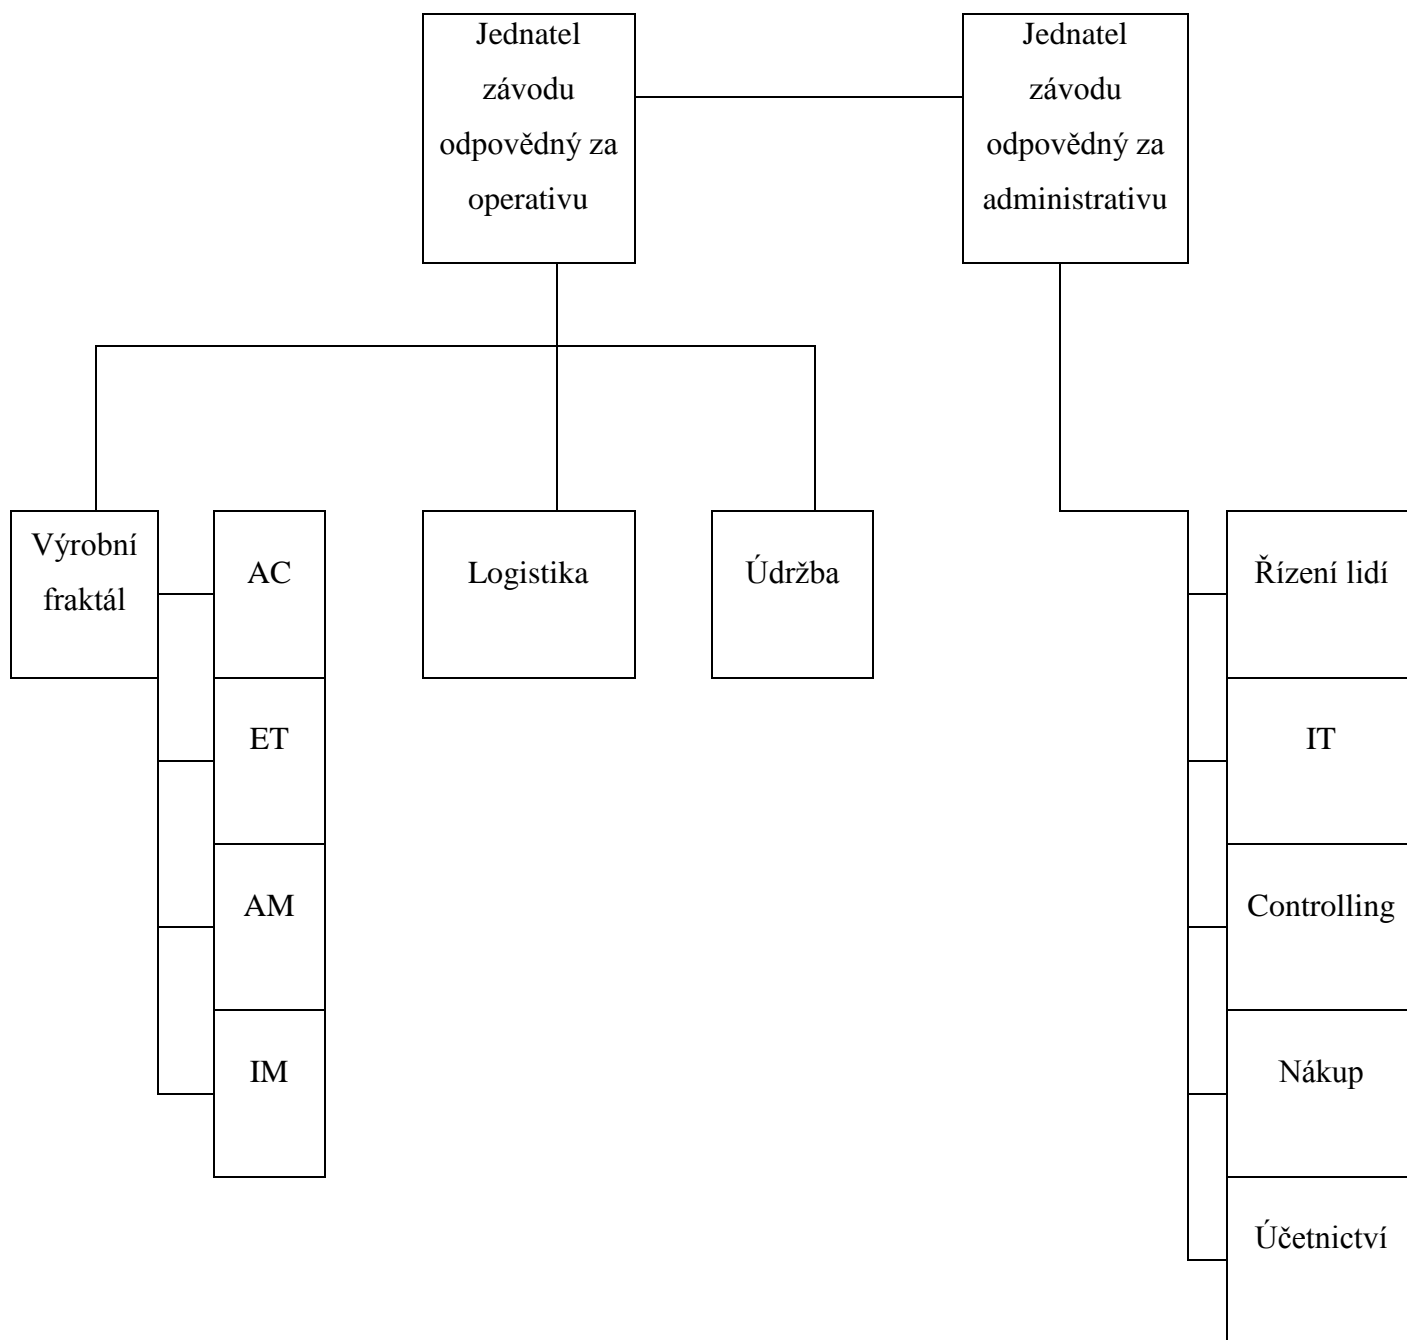 Jednatel
závodu
odpovědný za
operativu
Jednatel
závodu
odpovědný za
administrativu
Výrobní
fraktál
AC
ET
AM
IM
Logistika
Údržba
Řízení lidí
IT
Controlling
Nákup
Účetnictví